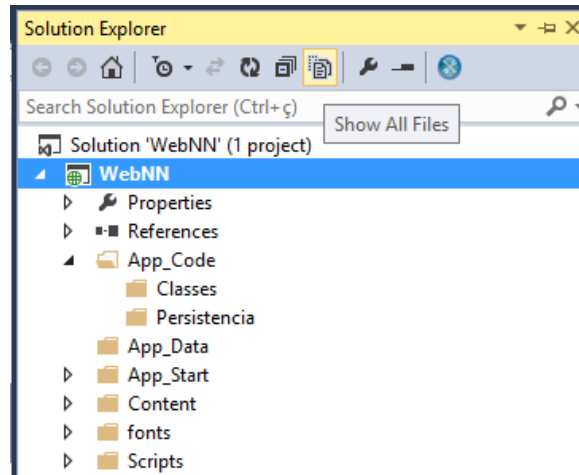 Solution Explorer
Search Solution Explorer (Ctrl+ç)
Show All Files
Solution 'WebNN' (1 project)
WebNN
Properties
References
App_Code
Classes
Persistencia
App_Data
App_Start
Content
fonts
Scripts